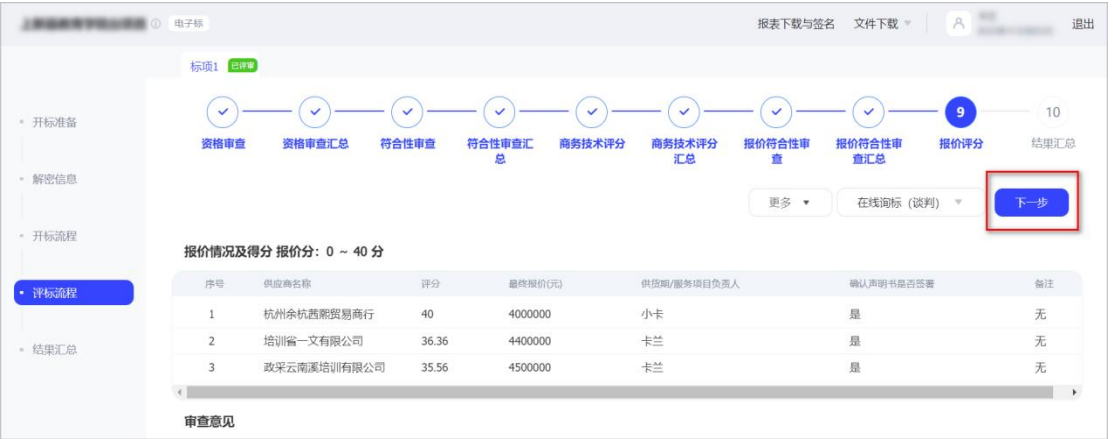 电子标 报表下载与签名 文件下载 退出
标项1 已评审
9 10
资格审查 资格审查汇总 符合性审查 符合性审查汇 商务技术评分 商务技术评分 报价符合性审 报价符合性审 报价评分 结果汇总
总 汇总 查 查汇总
开标准备
解密信息
开标流程
评标流程
结果汇总
更多 在线询标（谈判） 下一步
报价情况及得分 报价分：0 ~ 40 分
序号 供应商名称 评分 最终报价(元) 供货期/服务项目负责人 确认声明书是否签署 备注
1 杭州余杭茜熙贸易商行 40 4000000 小卡 是 无
2 培训省一文有限公司 36.36 4400000 卡兰 是 无
3 政采云南溪培训有限公司 35.56 4500000 卡兰 是 无
审查意见